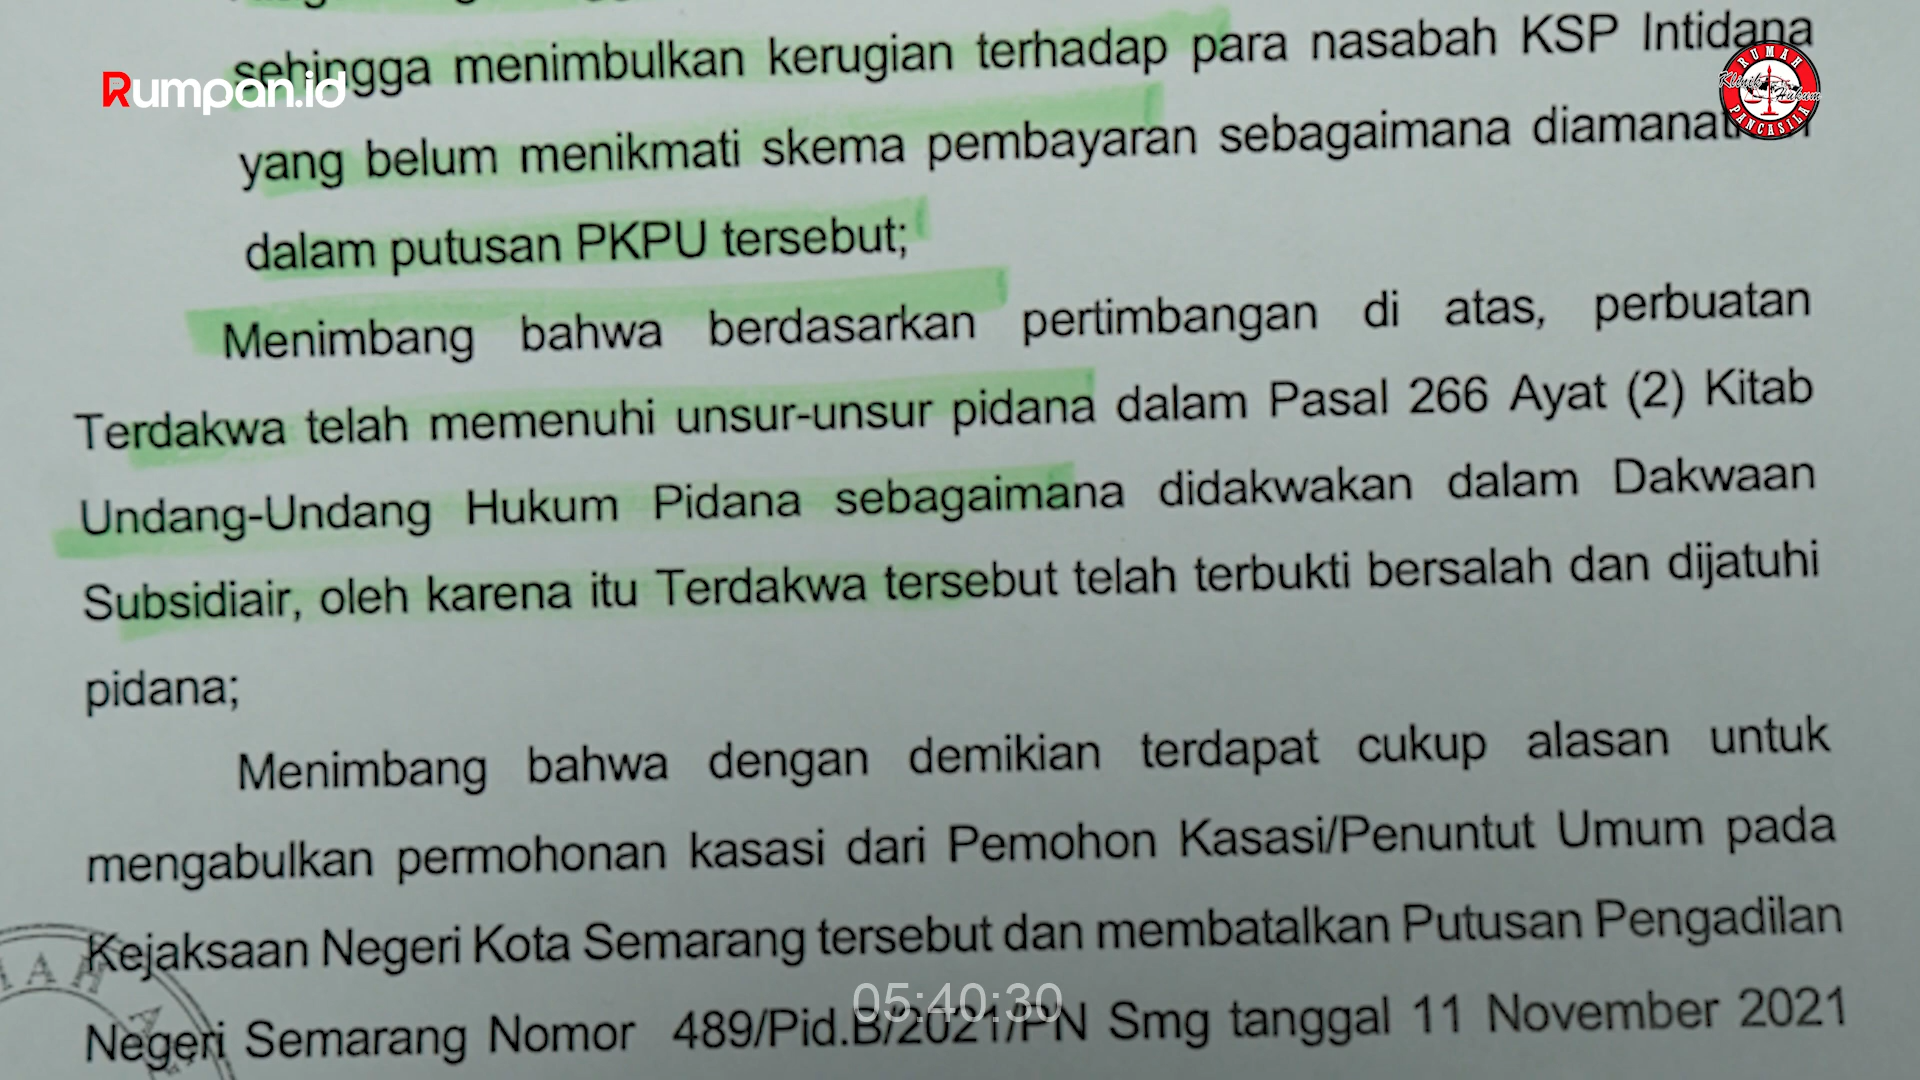 sehingga menimbulkan kerugian terhadap para nasabah KSP Intidana
Rumpan.id
RUMAH PANCASILA
Klinik Hukum
yang belum menikmati skema pembayaran sebagaimana
dalam putusan PKPU tersebut;
Menimbang bahwa berdasarkan pertimbangan di atas, perbuatan
Terdakwa telah memenuhi unsur-unsur pidana dalam Pasal 266 Ayat (2) Kitab
Undang-Undang Hukum Pidana sebagaimana didakwakan dalam Dakwaan
Subsidiair, oleh karena itu Terdakwa tersebut telah terbukti bersalah dan dijatuhi
pidana;
Menimbang bahwa dengan demikian terdapat cukup alasan untuk
mengabulkan permohonan kasasi dari Pemohon Kasasi/Penuntut Umum pada
Kejaksaan Negeri Kota Semarang tersebut dan membatalkan Putusan Pengadilan
05:40:30
Negeri Semarang Nomor 489/Pid.B/2021/PN Smg tanggal 11 November 2021